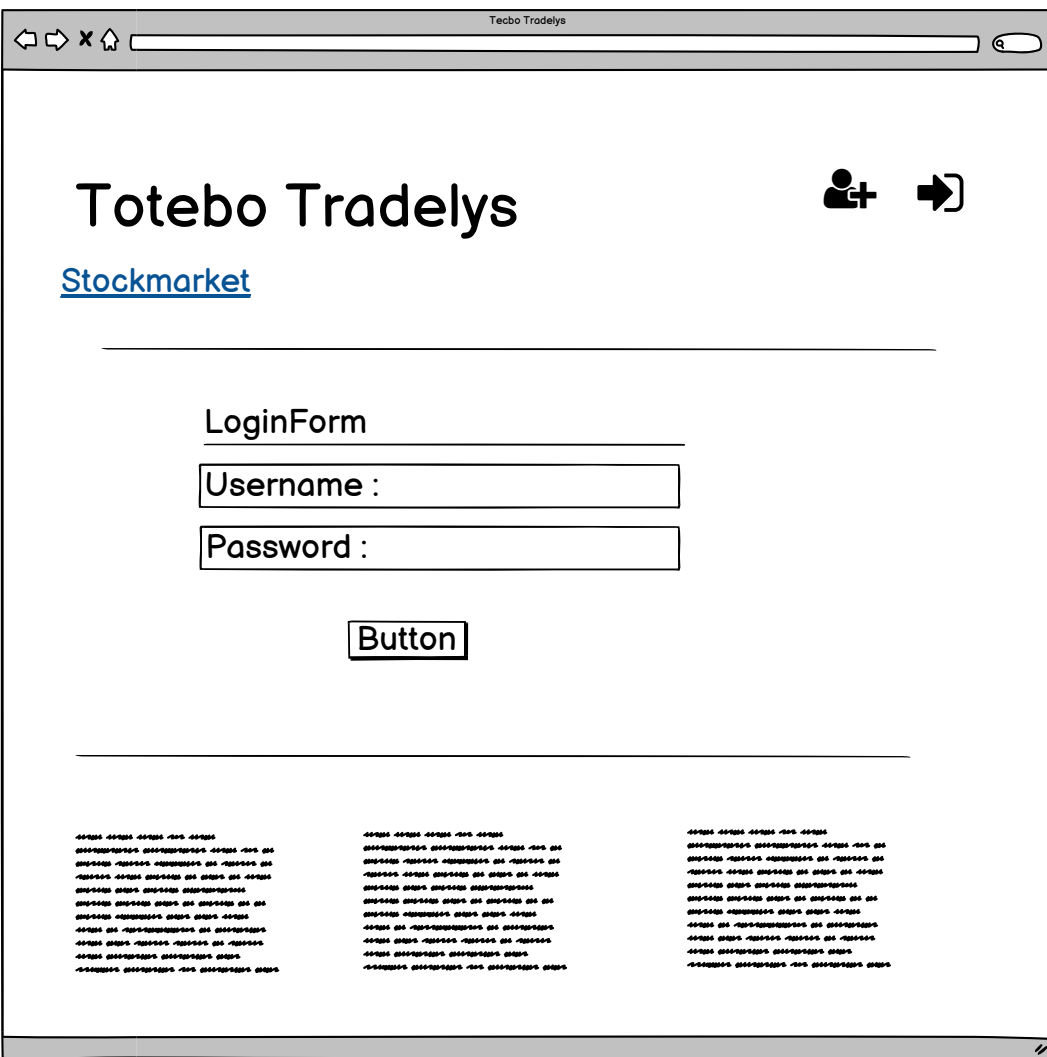 Tecbo Tradelys
Totebo Tradelys
Stockmarket
LoginForm
Username :
Password :
Button